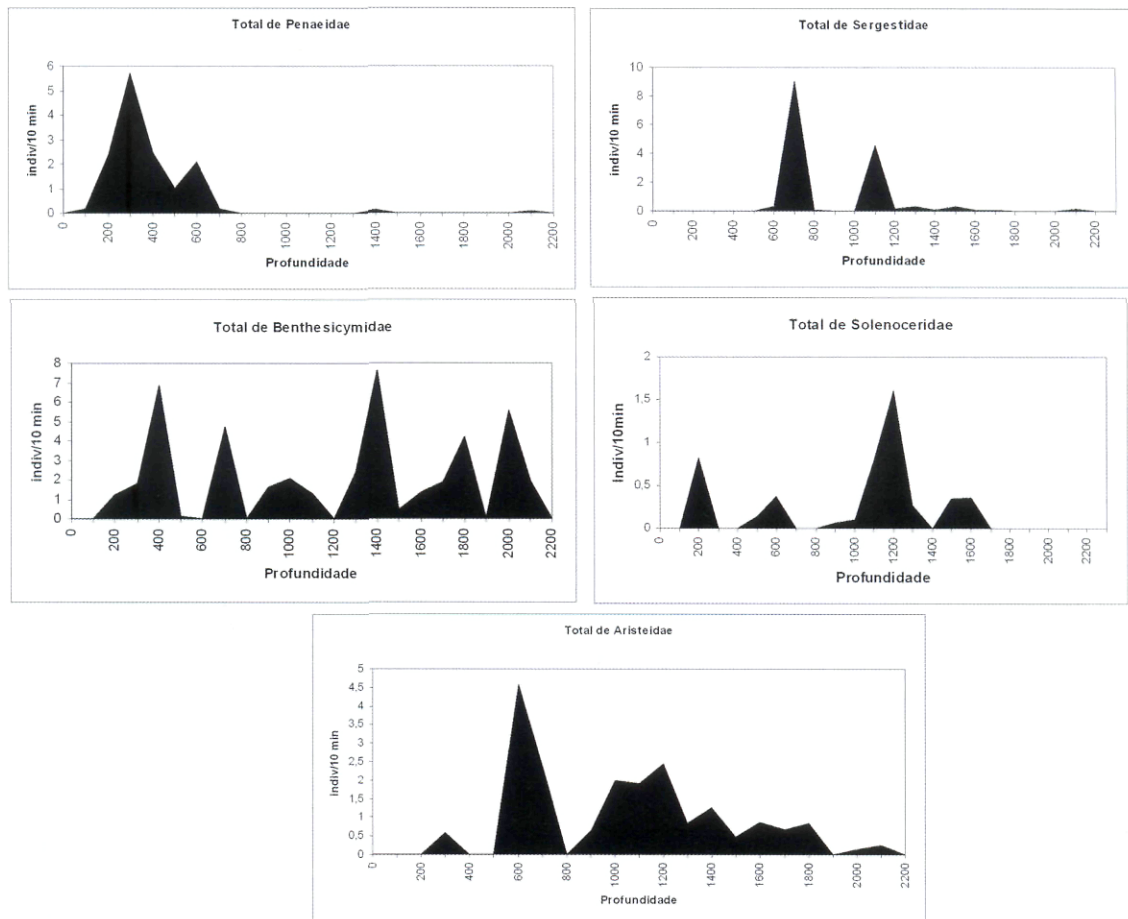 Total de Penaeidae
indiv/10 min
6
5
4
3
2
1
0
0 200 400 600 800 1000 1200 1400 1600 1800 2000 2200
Profundidade
Total de Sergestidae
indiv/10 min
10
8
6
4
2
0
200 400 600 800 1000 1200 1400 1600 1800 2000 2200
Profundidade
Total de Benthesicymidae
indiv/10 min
8
7
6
5
4
3
2
1
0
0 200 400 600 800 1000 1200 1400 1600 1800 2000 2200
Profundidade
Total de Solenoceridae
indiv/10min
2
1,5
1
0,5
0
0 200 400 600 800 1000 1200 1400 1600 1800 2000 2200
Profundidade
Total de Aristeidae
indiv/10 min
5
4,5
4
3,5
3
2,5
2
1,5
1
0,5
0
0 200 400 600 800 1000 1200 1400 1600 1800 2000 2200
Profundidade